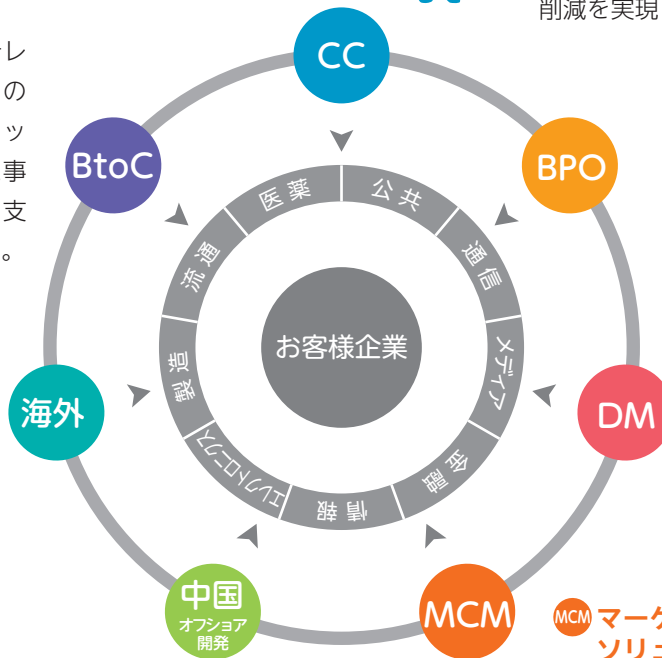 削減を実現
レ
の
ッ
事
支
。
CC
BPO
DM
MCM
中国
オフショア
開発
海外
BtoC
公共
通信
メディア
金融
情報
エレクトロニクス
製造
流通
医薬
お客様企業
MCM マーケ
ソリュ